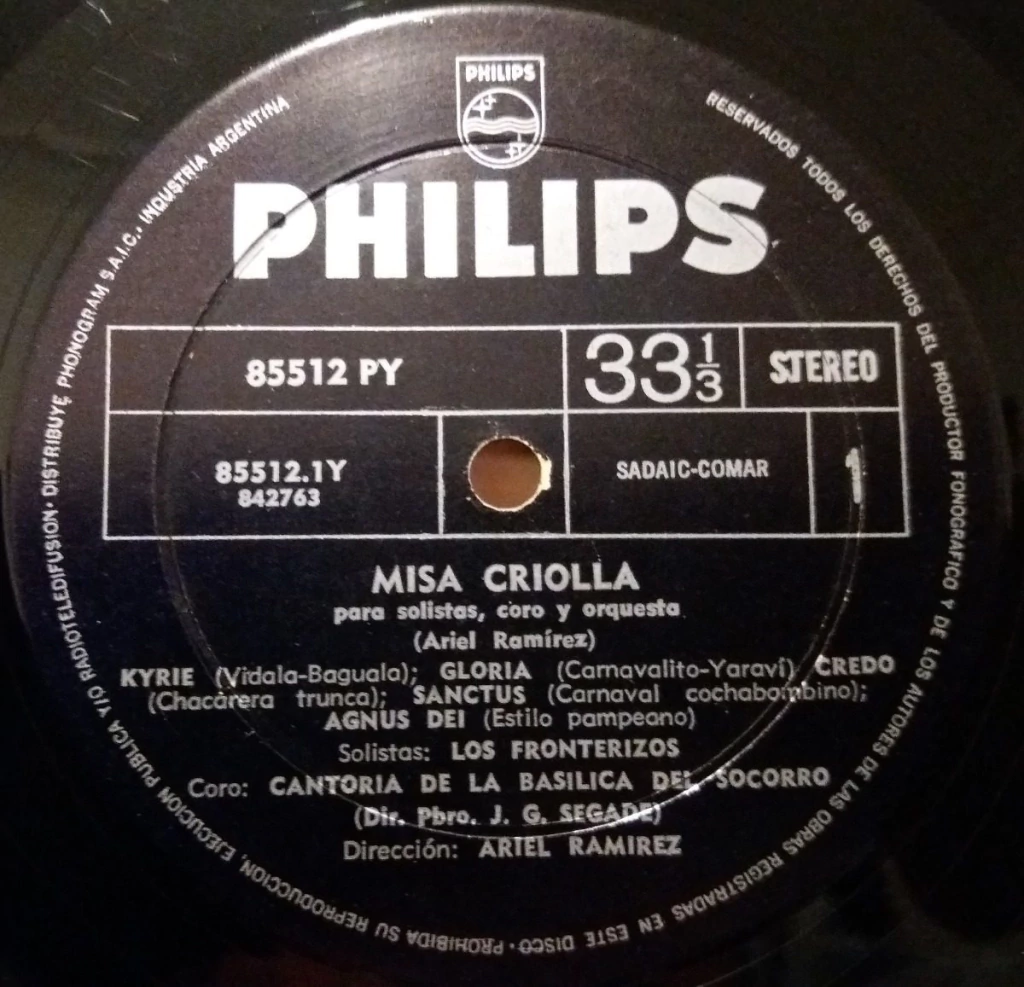 PHILIPS
PHILIPS
85512 PY
33 1/3
STEREO
85512.1Y
842763
SADAIC-COMAR
1
MISA CRIOLLA
para solistas, coro y orquesta
(Ariel Ramírez)
KYRIE (Vidala-Baguala); GLORIA (Carnavalito-Yaraví) CREDO
(Chacarera trunca); SANCTUS (Carnaval cochabombino);
AGNUS DEI (Estilo pampeano)
Solistas: LOS FRONTERIZOS
Coro: CANTORIA DE LA BASILICA DEL SOCORRO
(Dir. Pbro. J. G. SEGADE)
Dirección: ARIEL RAMIREZ
RESERVADOS TODOS LOS DERECHOS DEL PRODUCTOR FONOGRAFICO Y DE LOS AUTORES DE LAS OBRAS REGISTRADAS EN ESTE DISCO • PROHIBIDA SU REPRODUCCION, EJECUCION PUBLICA Y/O RADIOTELEDIFUSION • DISTRIBUYE PHONOGRAM S.A.I.C. • INDUSTRIA ARGENTINA